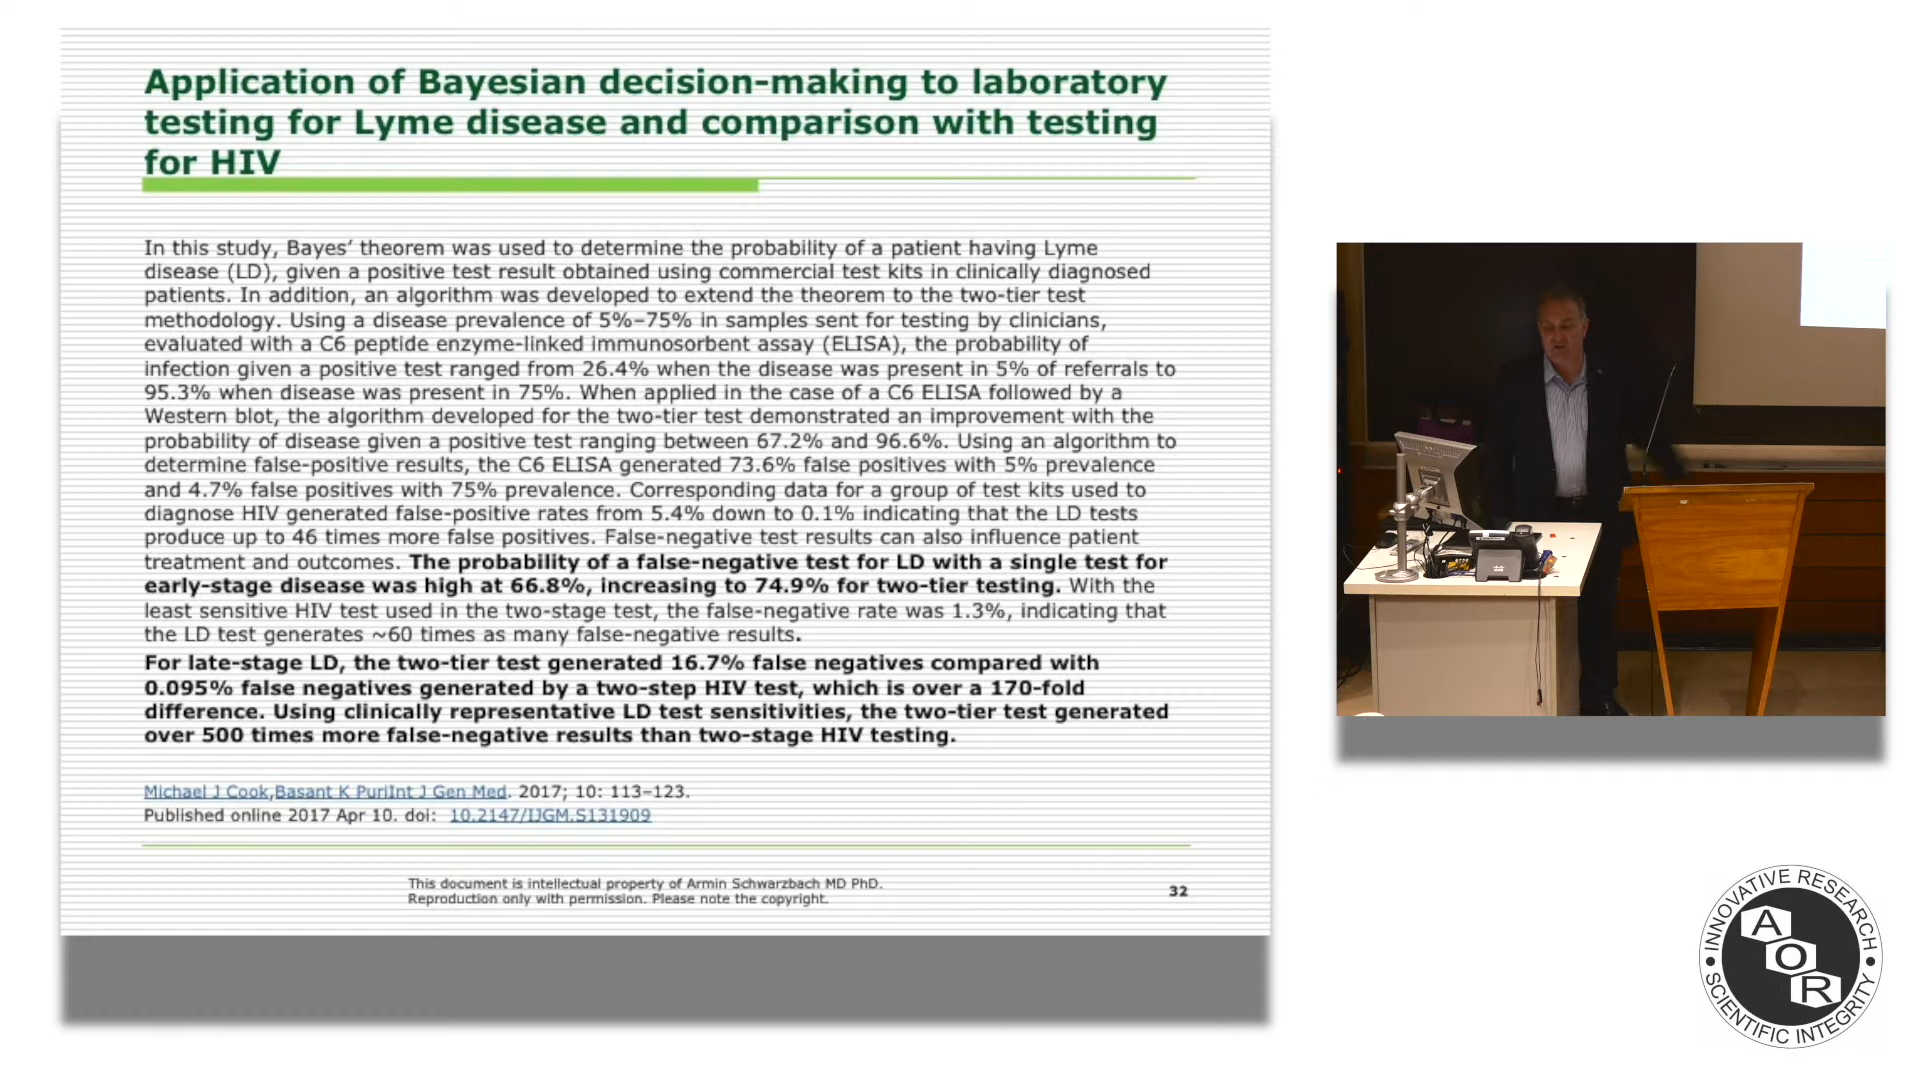 Application of Bayesian decision-making to laboratory
testing for Lyme disease and comparison with testing
for HIV
In this study, Bayes’ theorem was used to determine the probability of a patient having Lyme
disease (LD), given a positive test result obtained using commercial test kits in clinically diagnosed
patients. In addition, an algorithm was developed to extend the theorem to the two-tier test
methodology. Using a disease prevalence of 5%–75% in samples sent for testing by clinicians,
evaluated with a C6 peptide enzyme-linked immunosorbent assay (ELISA), the probability of
infection given a positive test ranged from 26.4% when the disease was present in 5% of referrals to
95.3% when disease was present in 75%. When applied in the case of a C6 ELISA followed by a
Western blot, the algorithm developed for the two-tier test demonstrated an improvement with the
probability of disease given a positive test ranging between 67.2% and 96.6%. Using an algorithm to
determine false-positive results, the C6 ELISA generated 73.6% false positives with 5% prevalence
and 4.7% false positives with 75% prevalence. Corresponding data for a group of test kits used to
diagnose HIV generated false-positive rates from 5.4% down to 0.1% indicating that the LD tests
produce up to 46 times more false positives. False-negative test results can also influence patient
treatment and outcomes. The probability of a false-negative test for LD with a single test for
early-stage disease was high at 66.8%, increasing to 74.9% for two-tier testing. With the
least sensitive HIV test used in the two-stage test, the false-negative rate was 1.3%, indicating that
the LD test generates ~60 times as many false-negative results.
For late-stage LD, the two-tier test generated 16.7% false negatives compared with
0.095% false negatives generated by a two-step HIV test, which is over a 170-fold
difference. Using clinically representative LD test sensitivities, the two-tier test generated
over 500 times more false-negative results than two-stage HIV testing.
Michael J Cook,Basant K PuriInt J Gen Med. 2017; 10: 113–123.
Published online 2017 Apr 10. doi: 10.2147/IJGM.S131909
This document is intellectual property of Armin Schwarzbach MD PhD.
Reproduction only with permission. Please note the copyright.
32
INNOVATIVE RESEARCH
AOR
SCIENTIFIC INTEGRITY